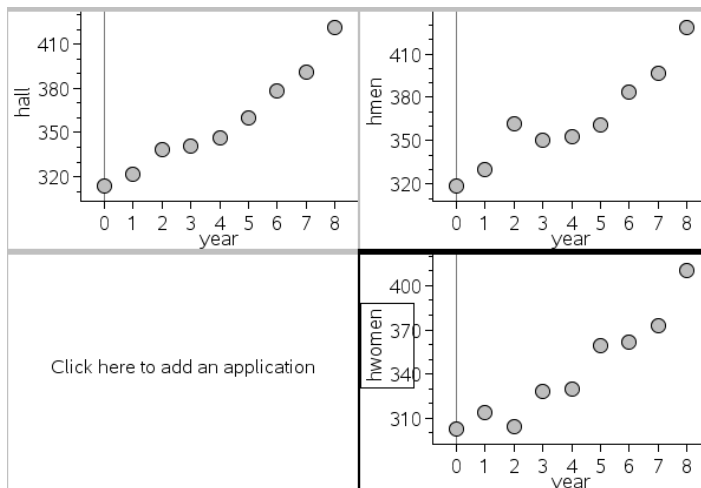 hall
410
380
350
320
0 1 2 3 4 5 6 7 8
year
hmen
410
380
350
320
0 1 2 3 4 5 6 7 8
year
Click here to add an application
hwomen
400
370
340
310
0 1 2 3 4 5 6 7 8
year